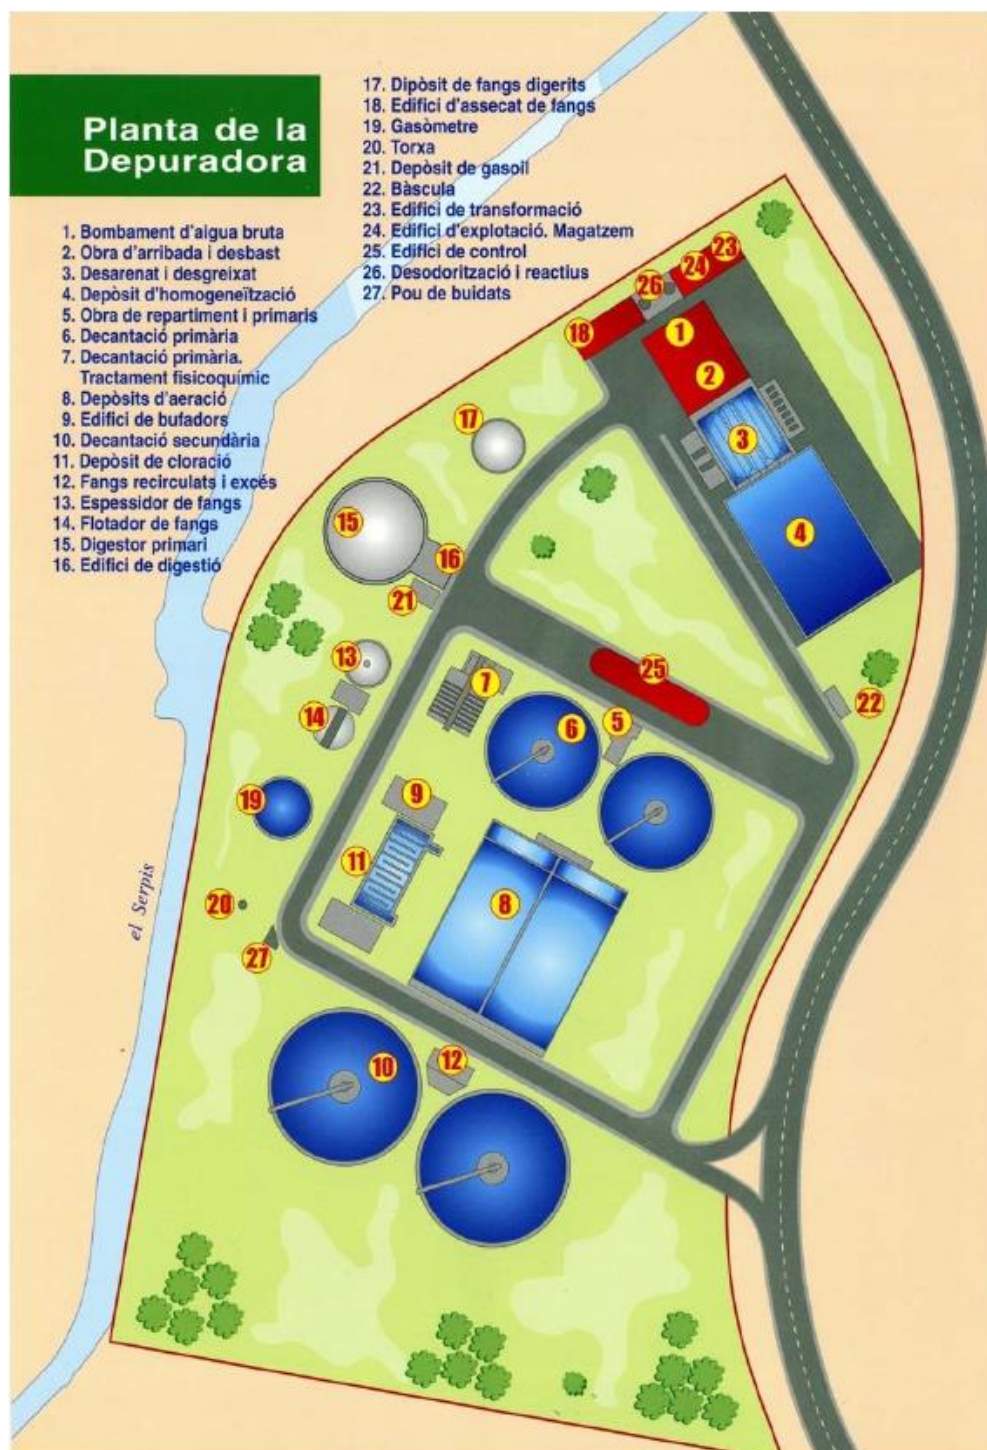 Planta de la
Depuradora
1. Bombament d'aigua bruta
2. Obra d'arribada i desbast
3. Desarenat i desgreixat
4. Depòsit d'homogeneïtzació
5. Obra de repartiment i primaris
6. Decantació primària
7. Decantació primària.
Tractament fisicoquímic
8. Depòsits d'aeració
9. Edifici de bufadors
10. Decantació secundària
11. Depòsit de cloració
12. Fangs recirculats i excés
13. Espessidor de fangs
14. Flotador de fangs
15. Digestor primari
16. Edifici de digestió
17. Dipòsit de fangs digerits
18. Edifici d'assecat de fangs
19. Gasòmetre
20. Torxa
21. Depòsit de gasoil
22. Bàscula
23. Edifici de transformació
24. Edifici d'explotació. Magatzem
25. Edifici de control
26. Desodorització i reactius
27. Pou de buidats
23
24
26
18
1
2
17
3
15
4
16
21
13
25
7
22
14
6
5
9
19
11
8
20
27
12
10
el Serpis